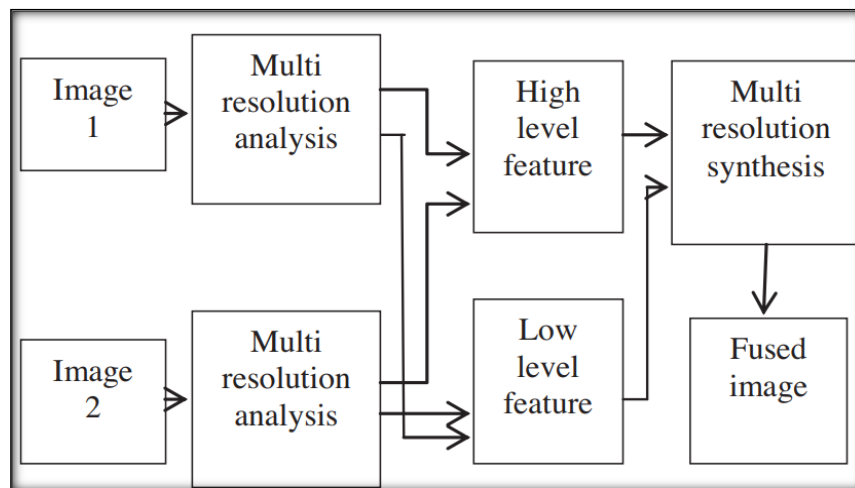 Image
1
Multi
resolution
analysis
High
level
feature
Multi
resolution
synthesis
Image
2
Multi
resolution
analysis
Low
level
feature
Fused
image